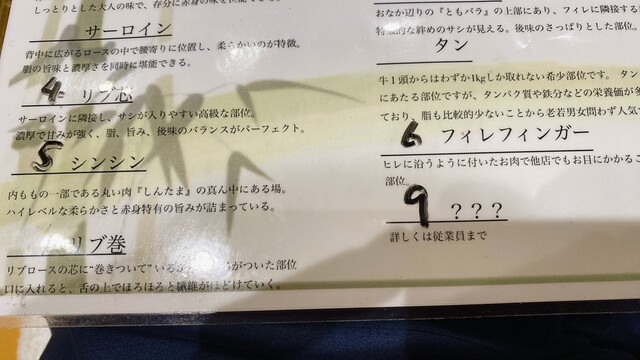 しっとりとした大人の味で、存分に赤身の味を
サーロイン
背中に広がるロースの中で腰寄りに位置し、柔らかいのが特徴。
脂の旨味と濃厚さを同時に堪能できる。
4 リブ芯
サーロインに隣接し、サシが入りやすい高級な部位。
濃厚で甘みが強く、脂、旨み、後味のバランスがパーフェクト。
5 シンシン
内ももの一部である丸い肉『しんたま』の真ん中にある場。
ハイレベルな柔らかさと赤身特有の旨みが詰まっている。
リブ巻
リブロースの芯に“巻きついて”いる がついた部位
口に入れると、舌の上でほろほろと繊維がほどけていく。
おなか辺りの『ともバラ』の上部にあり、フィレに隣接する
特徴的な斜めのサシが見える。後味のさっぱりとした部位。
タン
牛1頭からはわずか1kgしか取れない希少部位です。タン
にあたる部位ですが、タンパク質や鉄分などの栄養価が多
ており、脂も比較的少ないことから老若男女問わず人気
6 フィレフィンガー
ヒレに沿うように付いたお肉で他店でもお目にかかるこ
部位。
9 ？？？
詳しくは従業員まで